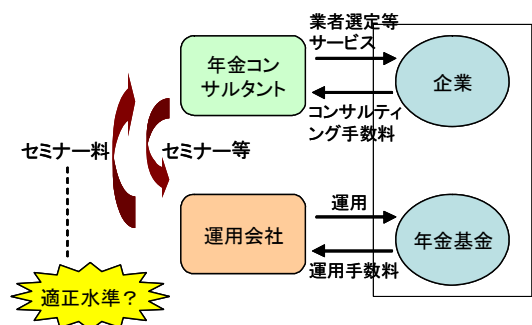 業者選定等
サービス
年金コン
サルタント
企業
コンサルティ
ング手数料
セミナー料
セミナー等
運用
運用会社
年金基金
運用手数料
適正水準？